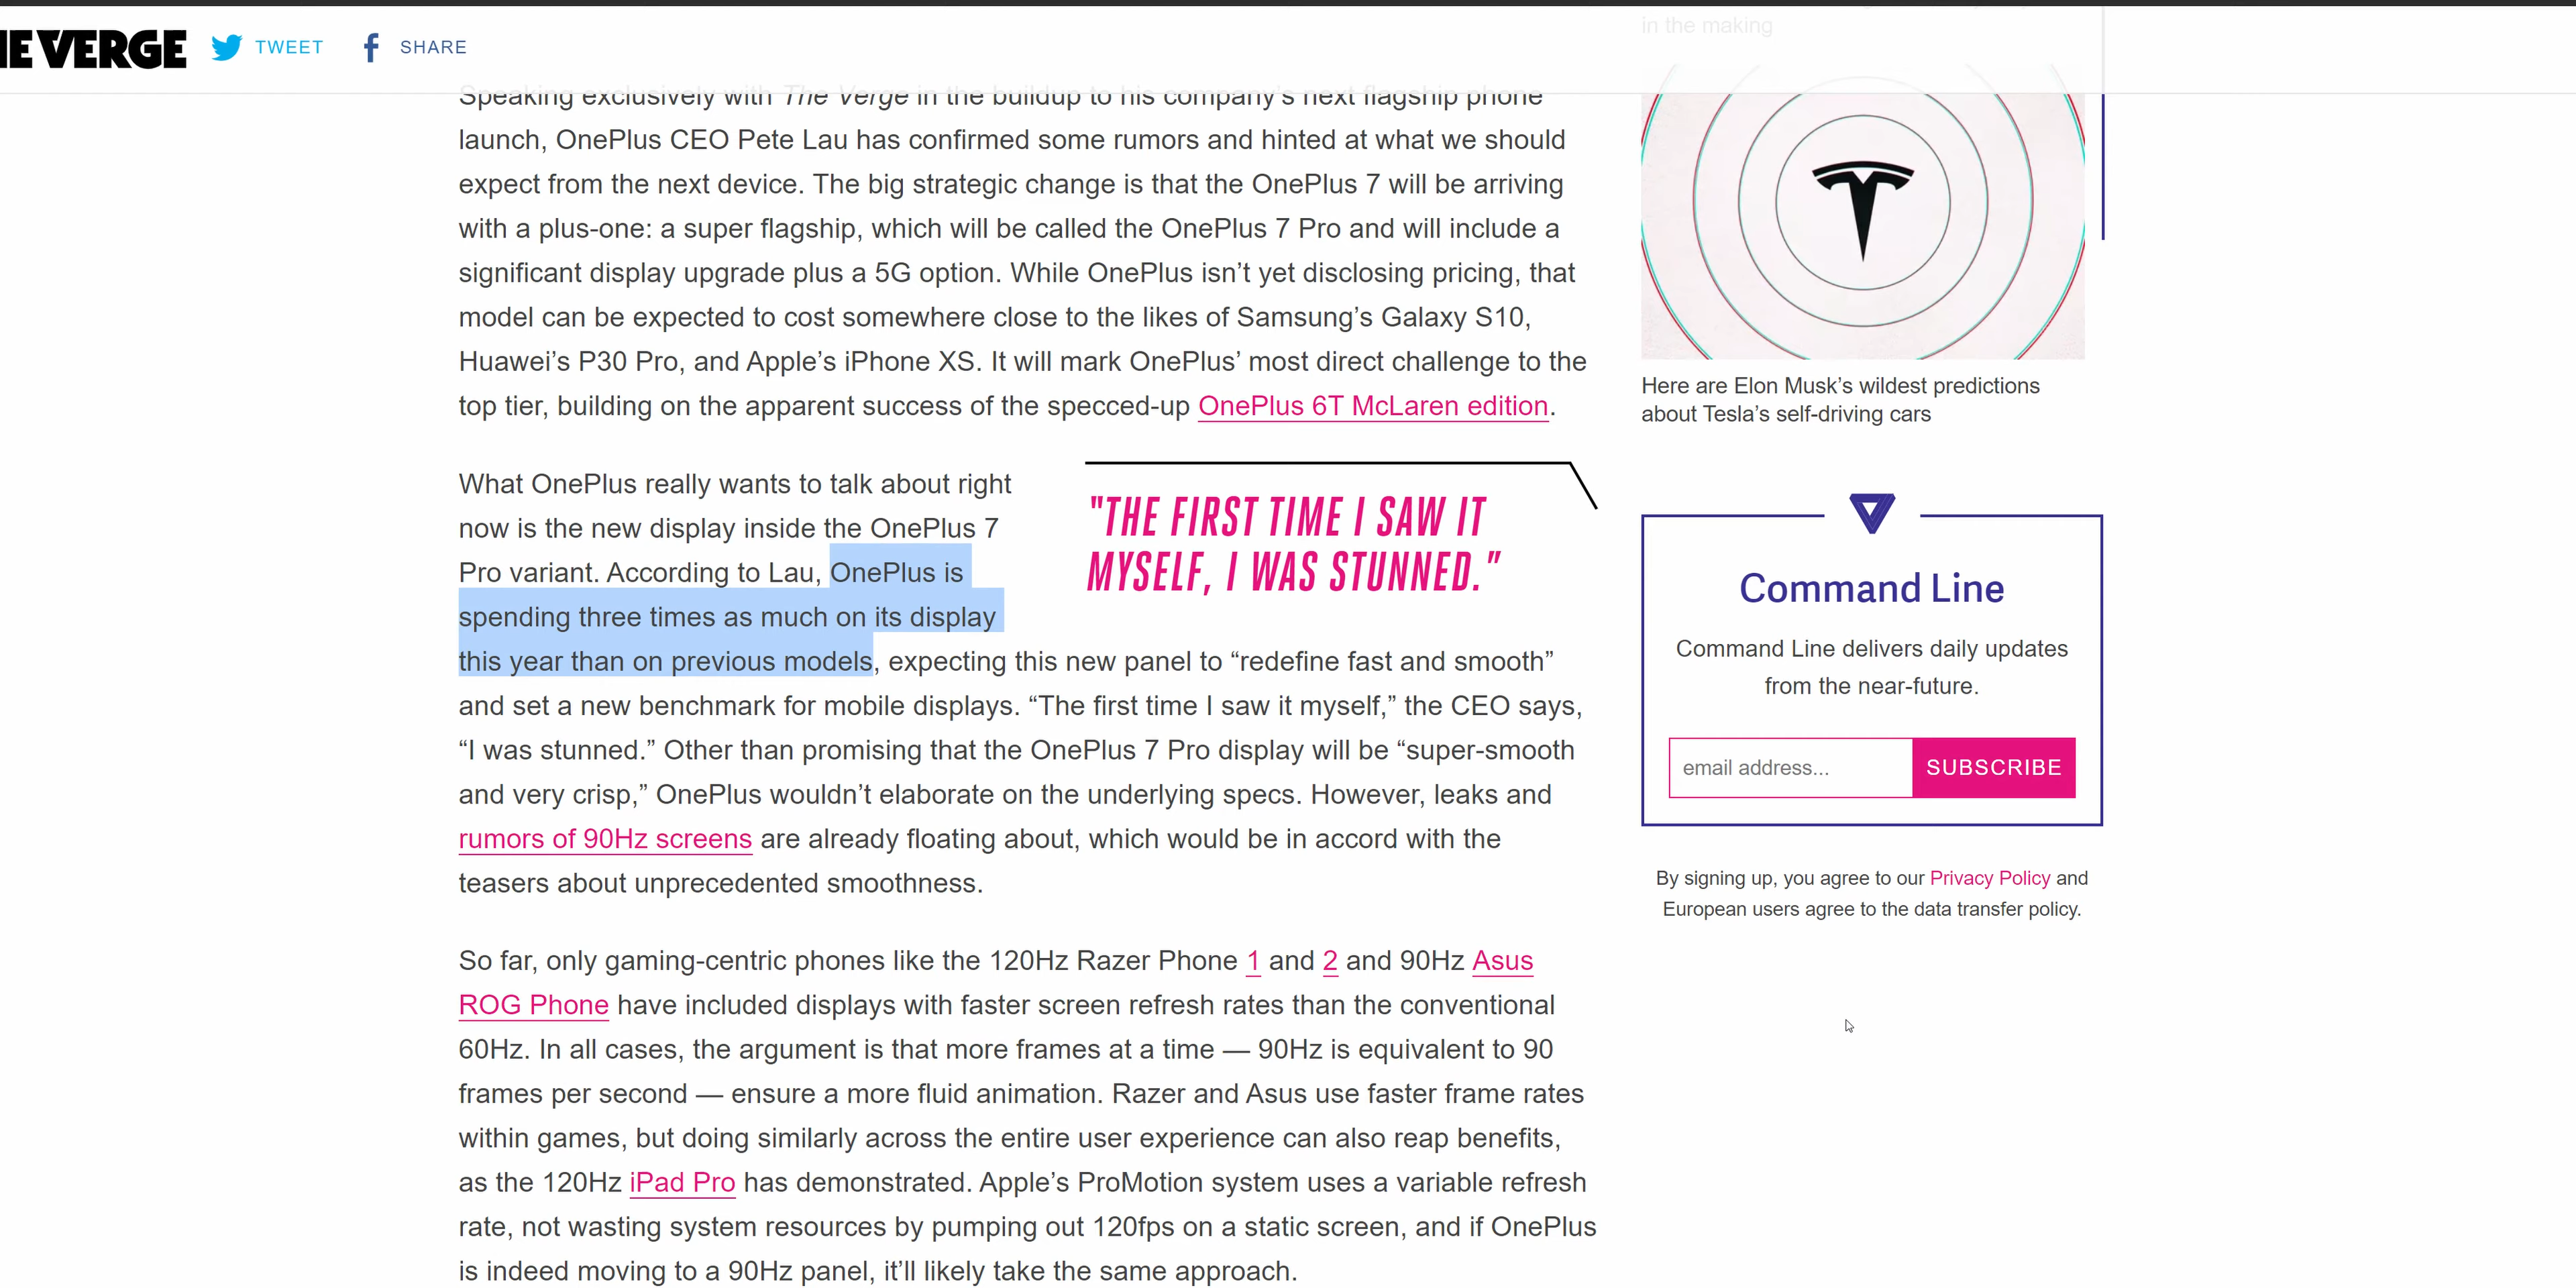 HE VERGE
TWEET
SHARE
in the making
Speaking exclusively with The Verge in the buildup to his company’s next flagship phone
launch, OnePlus CEO Pete Lau has confirmed some rumors and hinted at what we should
expect from the next device. The big strategic change is that the OnePlus 7 will be arriving
with a plus-one: a super flagship, which will be called the OnePlus 7 Pro and will include a
significant display upgrade plus a 5G option. While OnePlus isn’t yet disclosing pricing, that
model can be expected to cost somewhere close to the likes of Samsung’s Galaxy S10,
Huawei’s P30 Pro, and Apple’s iPhone XS. It will mark OnePlus’ most direct challenge to the
top tier, building on the apparent success of the specced-up OnePlus 6T McLaren edition.
What OnePlus really wants to talk about right
now is the new display inside the OnePlus 7
Pro variant. According to Lau, OnePlus is
spending three times as much on its display
this year than on previous models, expecting this new panel to “redefine fast and smooth”
and set a new benchmark for mobile displays. “The first time I saw it myself,” the CEO says,
“I was stunned.” Other than promising that the OnePlus 7 Pro display will be “super-smooth
and very crisp,” OnePlus wouldn’t elaborate on the underlying specs. However, leaks and
rumors of 90Hz screens are already floating about, which would be in accord with the
teasers about unprecedented smoothness.
"THE FIRST TIME I SAW IT
MYSELF, I WAS STUNNED."
So far, only gaming-centric phones like the 120Hz Razer Phone 1 and 2 and 90Hz Asus
ROG Phone have included displays with faster screen refresh rates than the conventional
60Hz. In all cases, the argument is that more frames at a time — 90Hz is equivalent to 90
frames per second — ensure a more fluid animation. Razer and Asus use faster frame rates
within games, but doing similarly across the entire user experience can also reap benefits,
as the 120Hz iPad Pro has demonstrated. Apple’s ProMotion system uses a variable refresh
rate, not wasting system resources by pumping out 120fps on a static screen, and if OnePlus
is indeed moving to a 90Hz panel, it’ll likely take the same approach.
Here are Elon Musk’s wildest predictions
about Tesla’s self-driving cars
Command Line
Command Line delivers daily updates
from the near-future.
email address...
SUBSCRIBE
By signing up, you agree to our Privacy Policy and
European users agree to the data transfer policy.